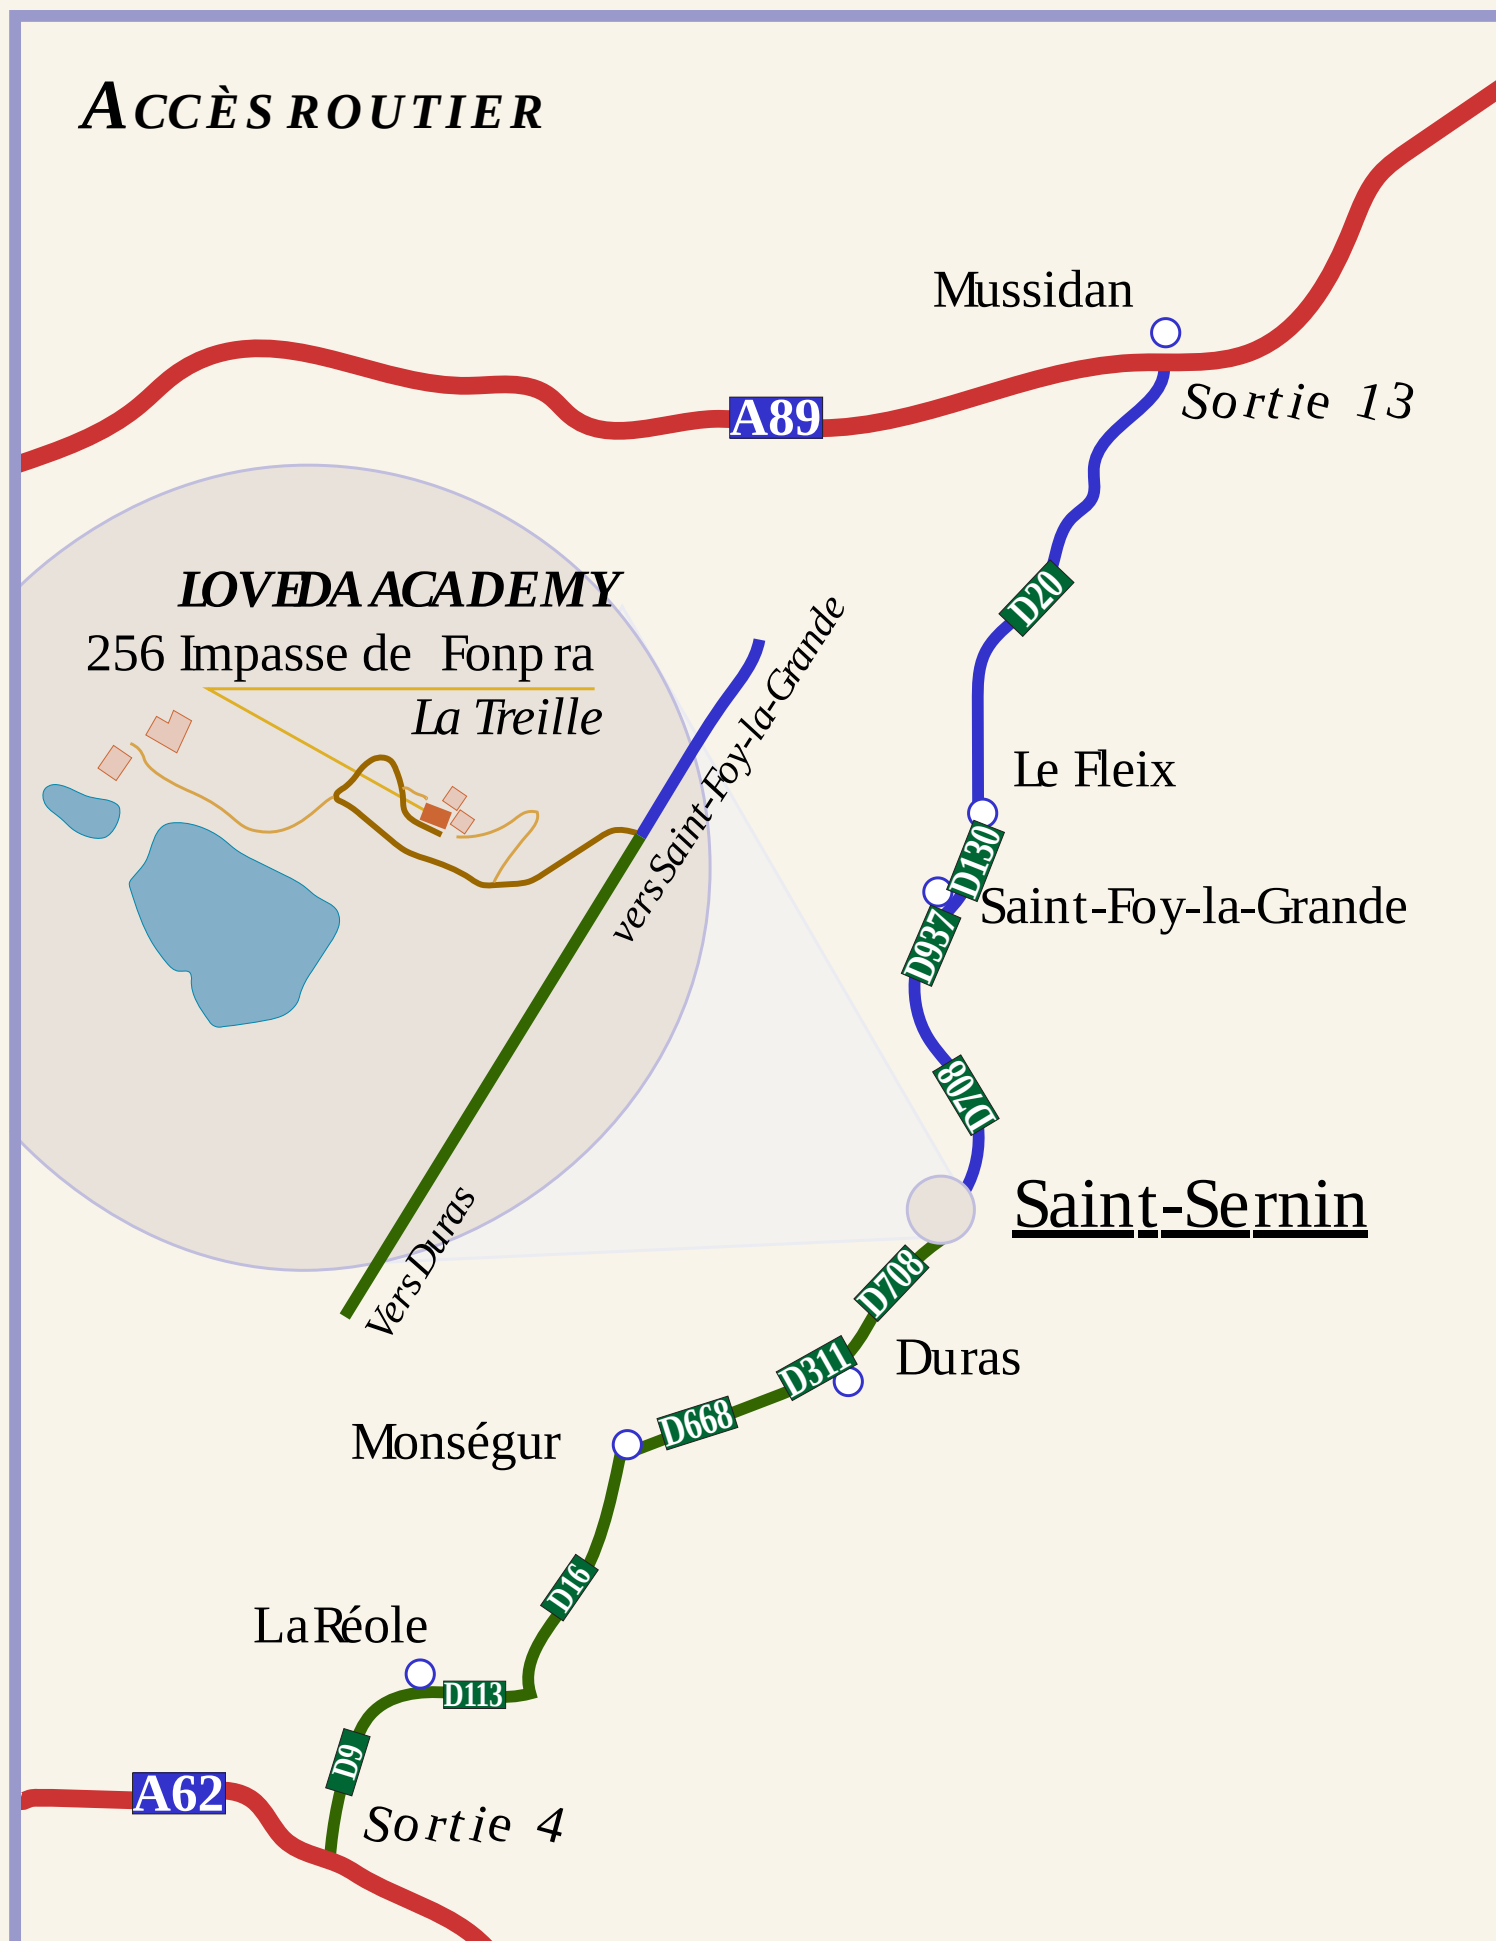 ACCÈS ROUTIER
Mussidan
Sortie 13
A89
LOVEDA ACADEMY
256 Impasse de Fonpra
La Treille
vers Saint-Foy-la-Grande
Vers Duras
D20
Le Fleix
D130
Saint-Foy-la-Grande
D937
D708
Saint-Sernin
D708
Duras
D311
D668
Monségur
D16
La Réole
D113
D9
A62
Sortie 4